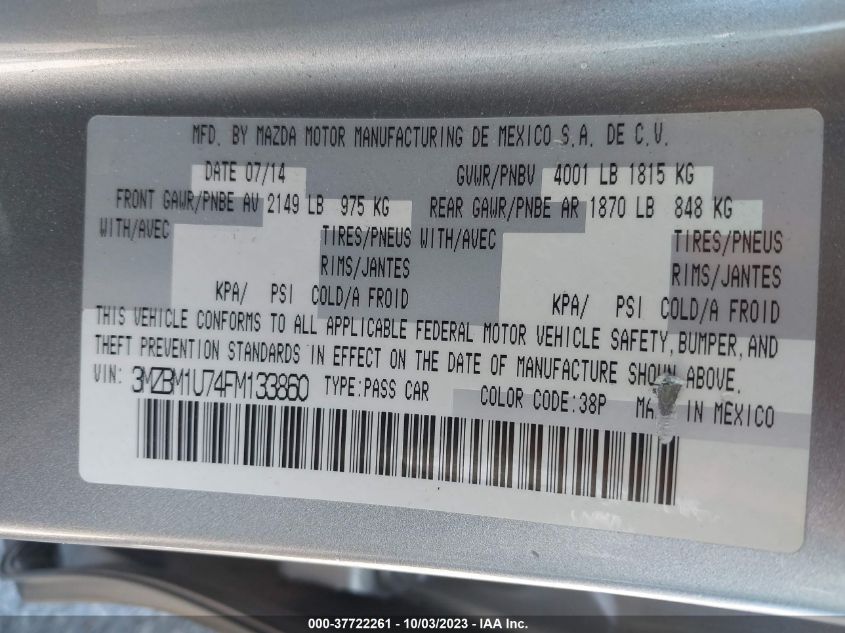 MFD. BY MAZDA MOTOR MANUFACTURING DE MEXICO S.A. DE C.V.
DATE 07/14 GVWR/PNBV 4001 LB 1815 KG
FRONT GAWR/PNBE AV 2149 LB 975 KG REAR GAWR/PNBE AR 1870 LB 848 KG
WITH/AVEC TIRES/PNEUS WITH/AVEC TIRES/PNEUS
RIMS/JANTES RIMS/JANTES
KPA/ PSI COLD/A FROID KPA/ PSI COLD/A FROID
THIS VEHICLE CONFORMS TO ALL APPLICABLE FEDERAL MOTOR VEHICLE SAFETY, BUMPER, AND
THEFT PREVENTION STANDARDS IN EFFECT ON THE DATE OF MANUFACTURE SHOWN ABOVE.
VIN: 3MZBM1U74FM133860 TYPE:PASS CAR COLOR CODE:38P IN MEXICO
000-37722261 - 10/03/2023 - IAA Inc.